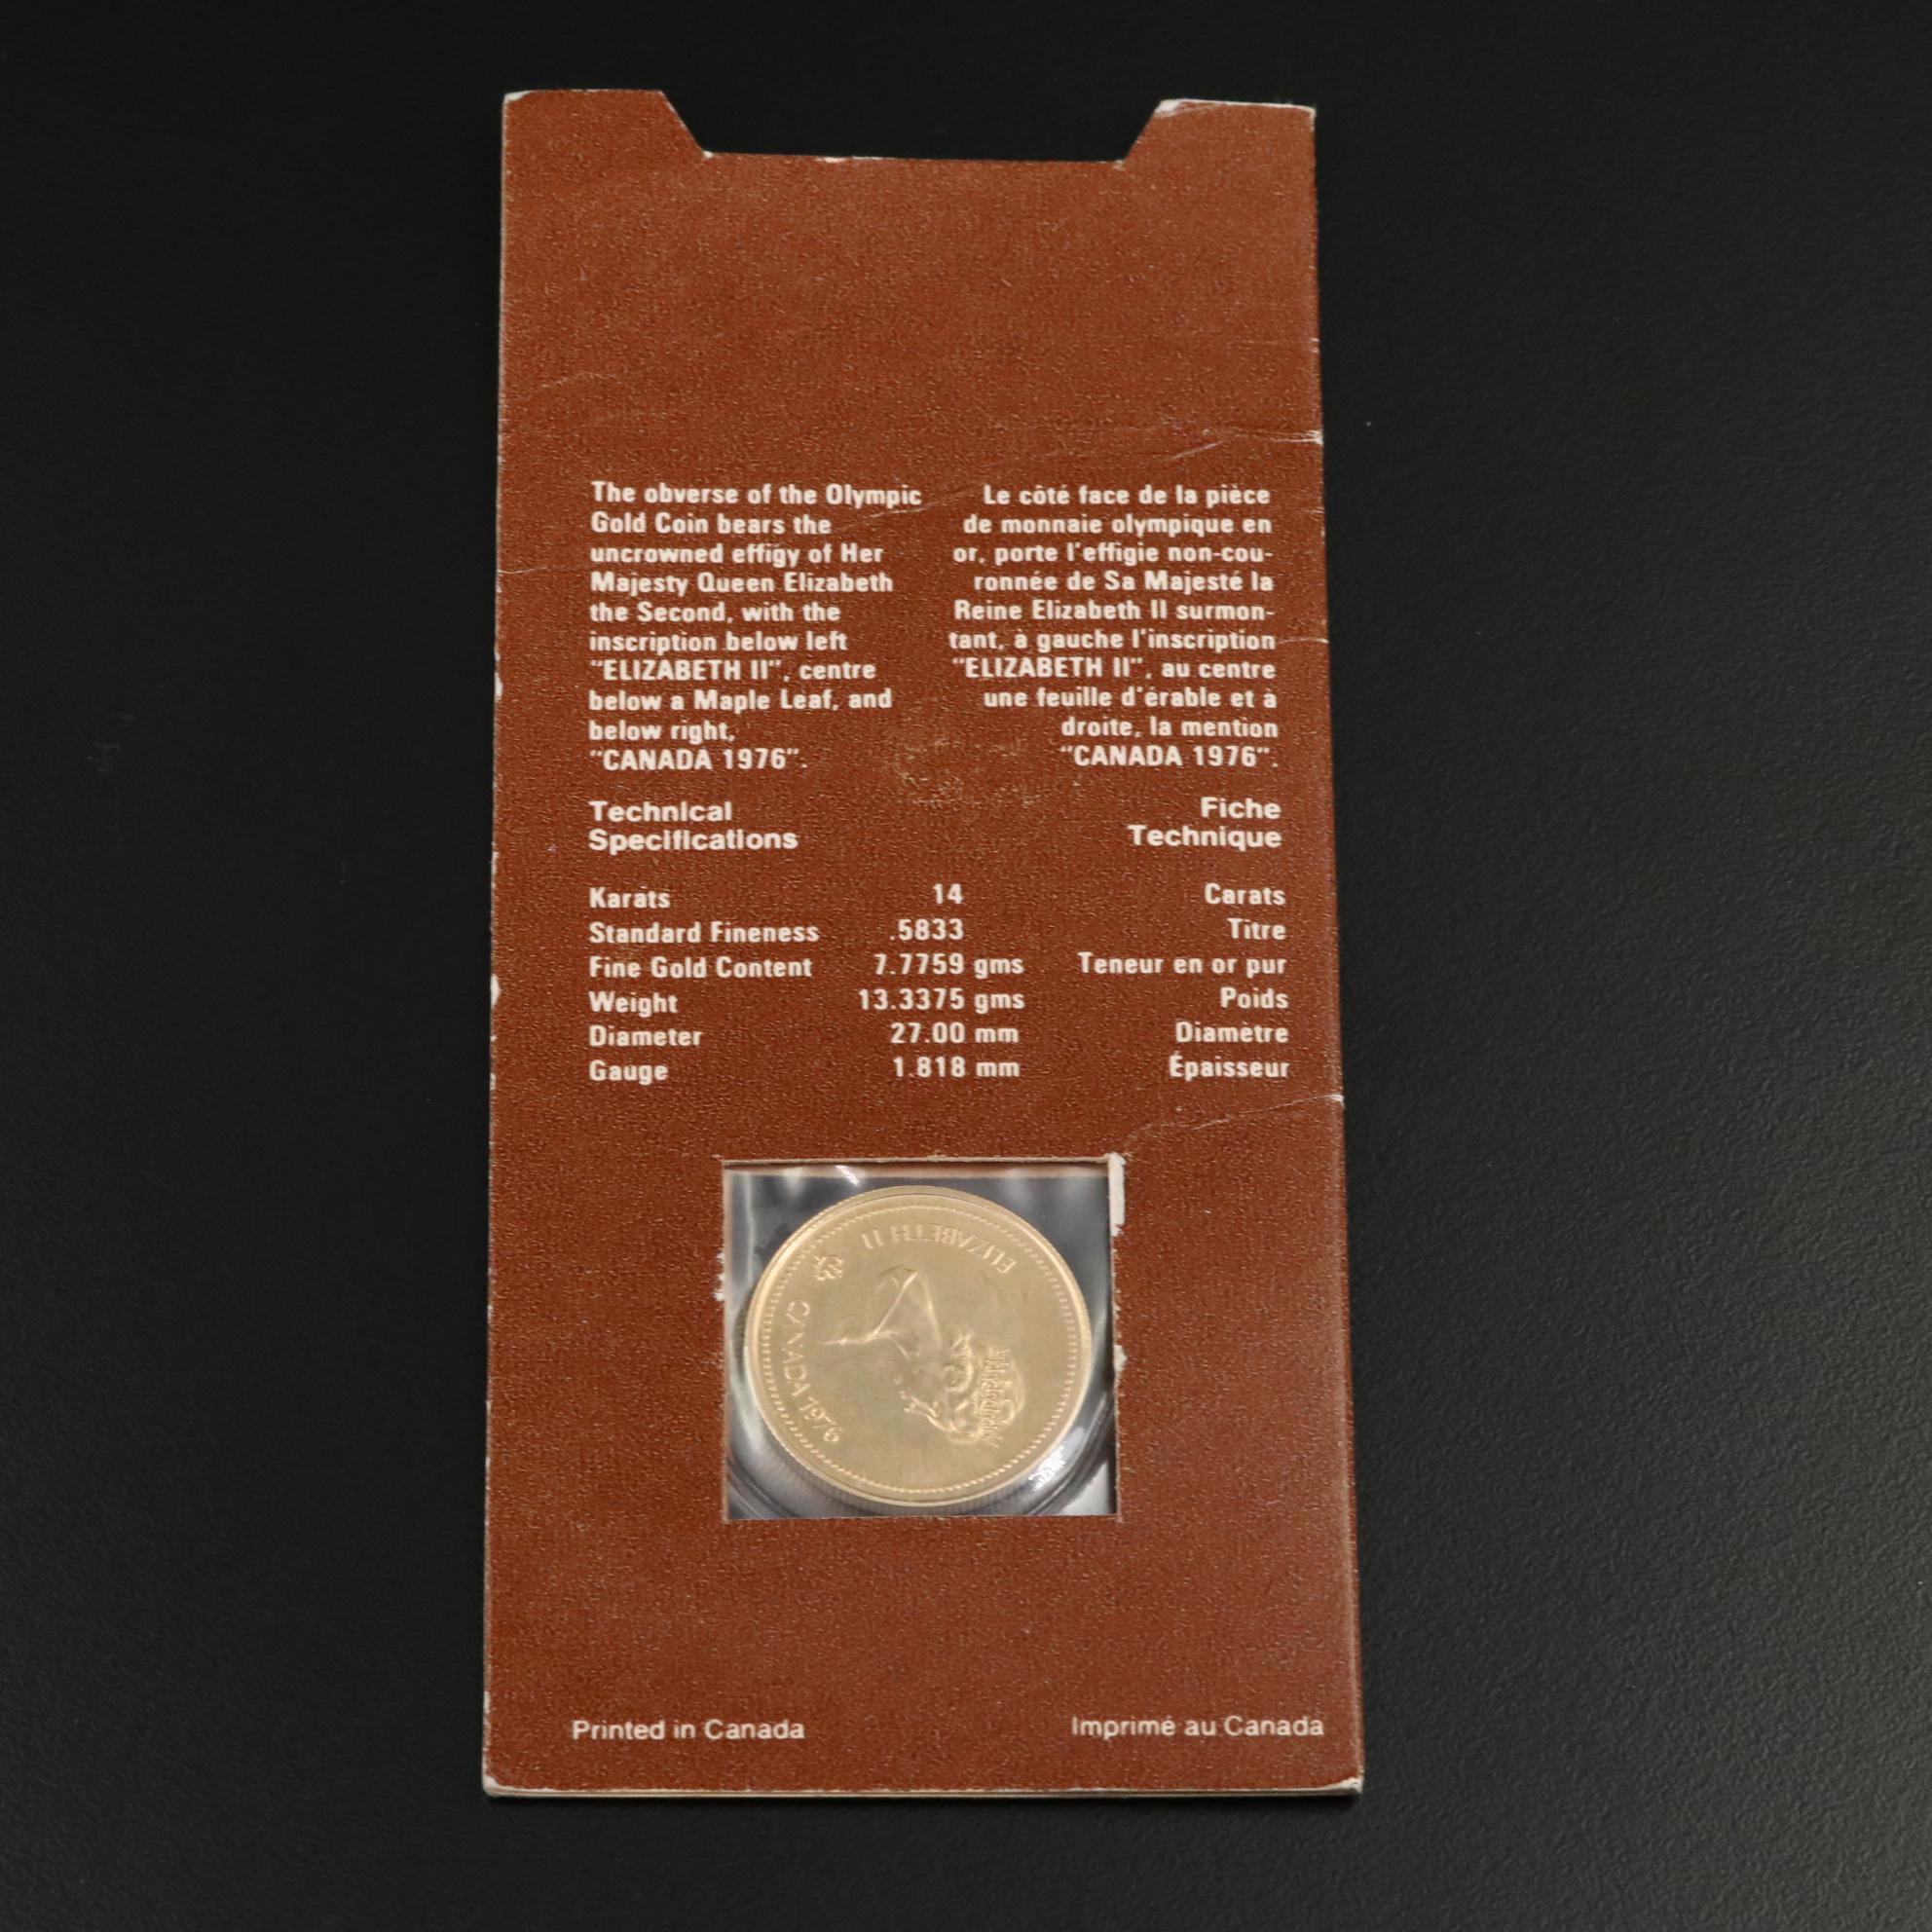 The obverse of the Olympic
Gold Coin bears the
uncrowned effigy of Her
Majesty Queen Elizabeth
the Second, with the
inscription below left
"ELIZABETH II", centre
below a Maple Leaf, and
below right,
"CANADA 1976".
Le côté face de la pièce
de monnaie olympique en
or, porte l'effigie non-cou-
ronnée de Sa Majesté la
Reine Elizabeth II surmon-
tant, à gauche l'inscription
"ELIZABETH II", au centre
une feuille d'érable et à
droite, la mention
"CANADA 1976".
Technical
Specifications
Fiche
Technique
Karats 14 Carats
Standard Fineness .5833 Titre
Fine Gold Content 7.7759 gms Teneur en or pur
Weight 13.3375 gms Poids
Diameter 27.00 mm Diamètre
Gauge 1.818 mm Épaisseur
ELIZABETH II
CANADA 1976
Printed in Canada Imprimé au Canada